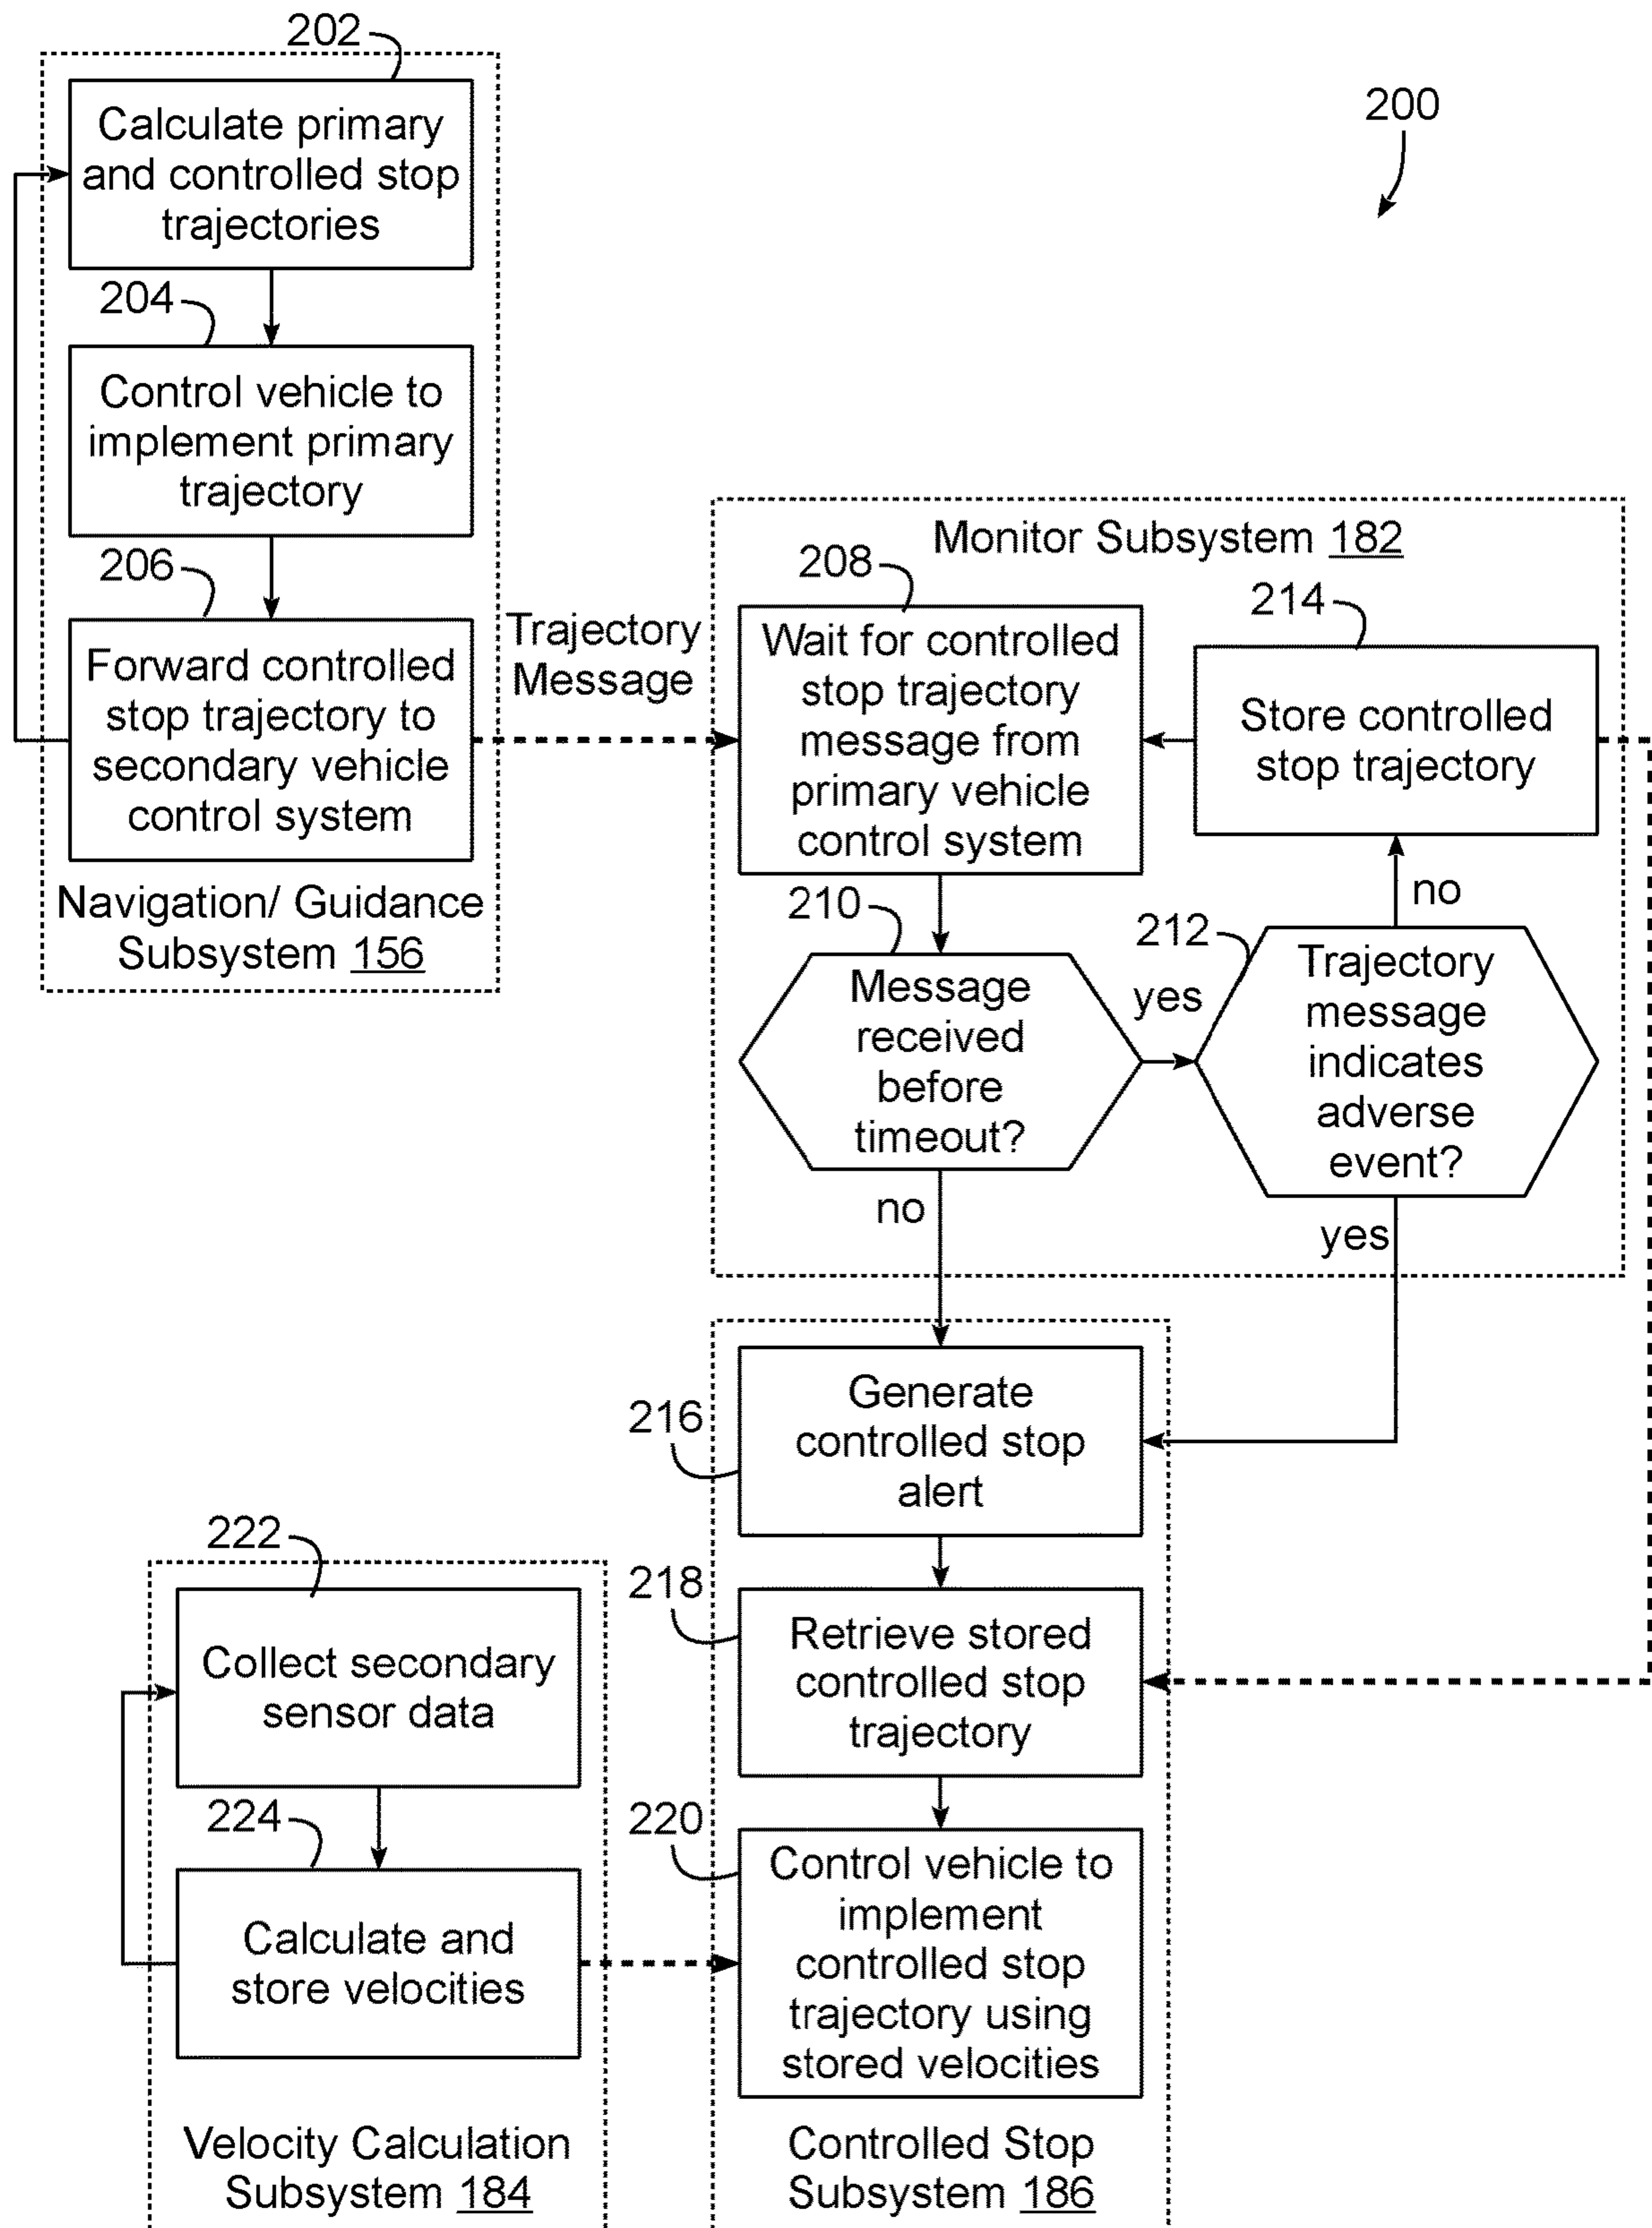 202
Calculate primary
and controlled stop
trajectories
204
Control vehicle to
implement primary
trajectory
206
Forward controlled
stop trajectory to
secondary vehicle
control system
Navigation/ Guidance
Subsystem 156
200
Trajectory
Message
Monitor Subsystem 182
208
Wait for controlled
stop trajectory
message from
primary vehicle
control system
214
Store controlled
stop trajectory
210
Message
received
before
timeout?
yes
no
212
Trajectory
message
indicates
adverse
event?
no
yes
216
Generate
controlled stop
alert
218
Retrieve stored
controlled stop
trajectory
220
Control vehicle to
implement
controlled stop
trajectory using
stored velocities
Controlled Stop
Subsystem 186
222
Collect secondary
sensor data
224
Calculate and
store velocities
Velocity Calculation
Subsystem 184